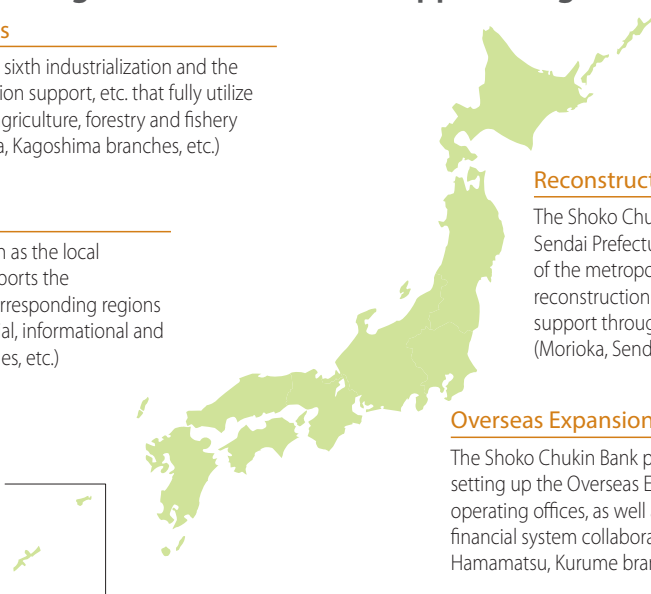 s
sixth industrialization and the
ion support, etc. that fully utilize
griculture, forestry and fishery
a, Kagoshima branches, etc.)
n as the local
ports the
rresponding regions
al, informational and
es, etc.)
Reconstruct
The Shoko Chu
Sendai Prefectu
of the metropo
reconstruction
support throug
(Morioka, Send
Overseas Expansion
The Shoko Chukin Bank p
setting up the Overseas E
operating offices, as well
financial system collabora
Hamamatsu, Kurume bran